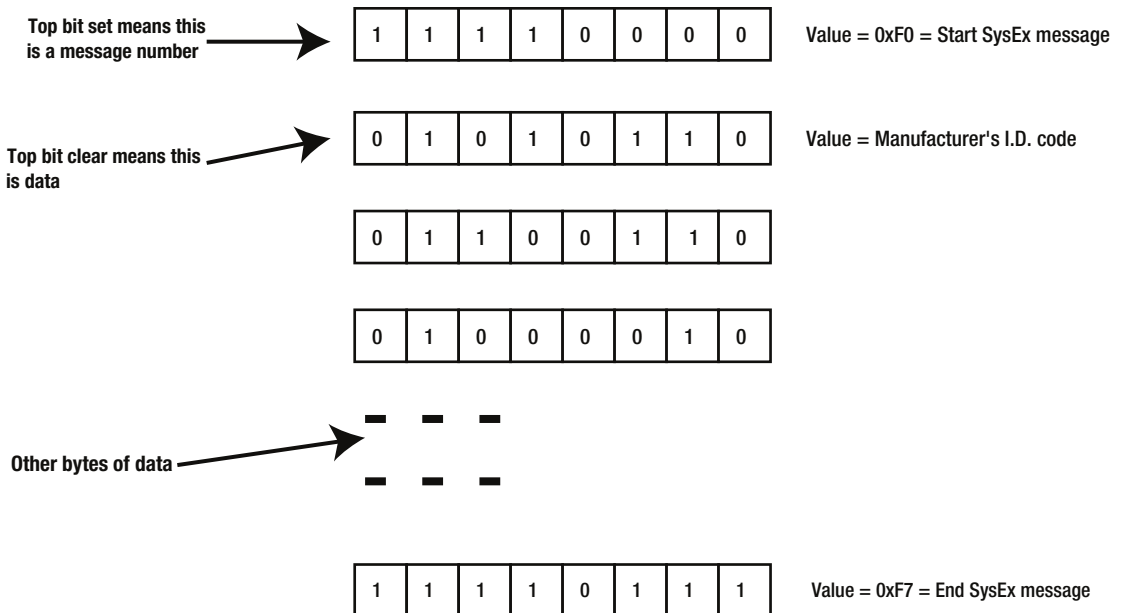 Top bit set means this
is a message number
1 1 1 1 0 0 0 0
Value = 0xF0 = Start SysEx message
Top bit clear means this
is data
0 1 0 1 0 1 1 0
Value = Manufacturer's I.D. code
0 1 1 0 0 1 1 0
0 1 0 0 0 0 1 0
Other bytes of data
1 1 1 1 0 1 1 1
Value = 0xF7 = End SysEx message